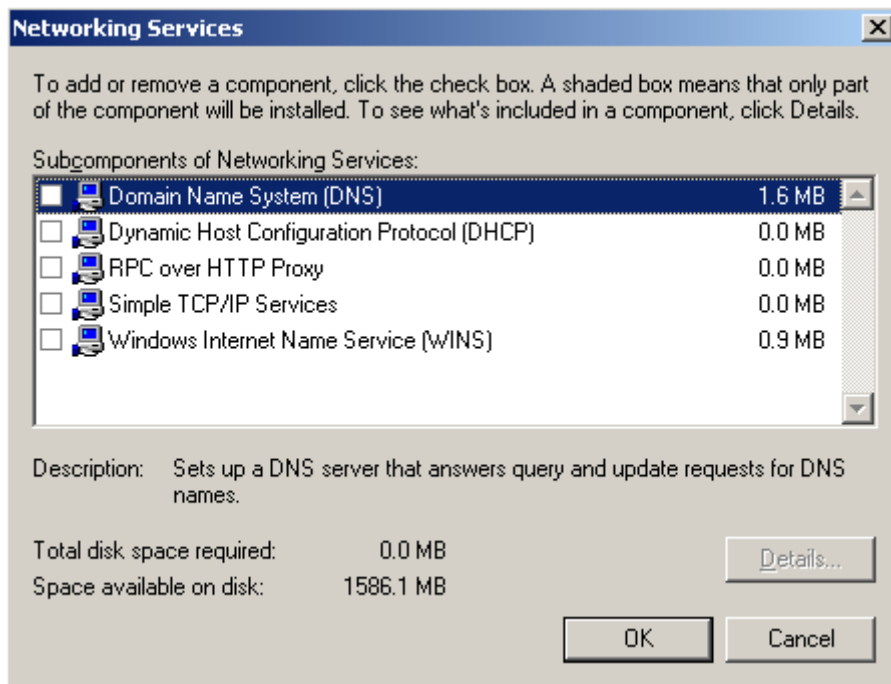 Networking Services
To add or remove a component, click the check box. A shaded box means that only part
of the component will be installed. To see what's included in a component, click Details.
Subcomponents of Networking Services:
Domain Name System (DNS) 1.6 MB
Dynamic Host Configuration Protocol (DHCP) 0.0 MB
RPC over HTTP Proxy 0.0 MB
Simple TCP/IP Services 0.0 MB
Windows Internet Name Service (WINS) 0.9 MB
Description: Sets up a DNS server that answers query and update requests for DNS
names.
Total disk space required: 0.0 MB
Space available on disk: 1586.1 MB
Details...
OK Cancel